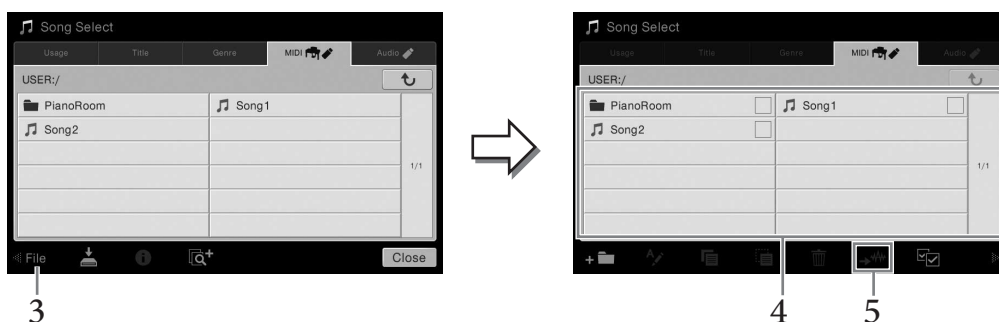 Song Select
Usage Title Genre MIDI Audio
USER:/
PianoRoom Song1
Song2
1/1
File Close
3
Song Select
Usage Title Genre MIDI Audio
USER:/
PianoRoom Song1
Song2
1/1
4 5